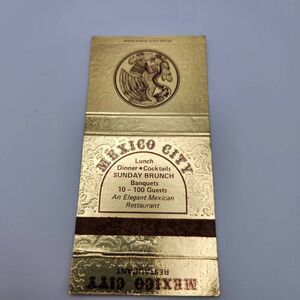 MEXICO CITY
Lunch
Dinner • Cocktails
SUNDAY BRUNCH
Banquets
10 - 100 Guests
An Elegant Mexican
Restaurant
MEXICO CITY
RESTAURANT